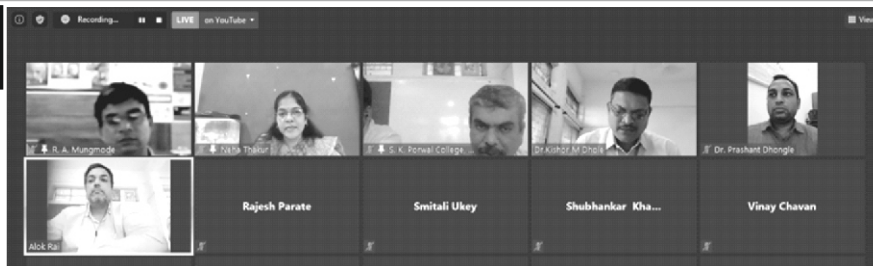 Recording...
LIVE on YouTube
View
R. A. Mungmode
Neha Thakur
S. K. Porwal College,
Dr.Kishor M Dhole
Dr. Prashant Dhongle
Alok Rai
Rajesh Parate
Smitali Ukey
Shubhankar Kha...
Vinay Chavan